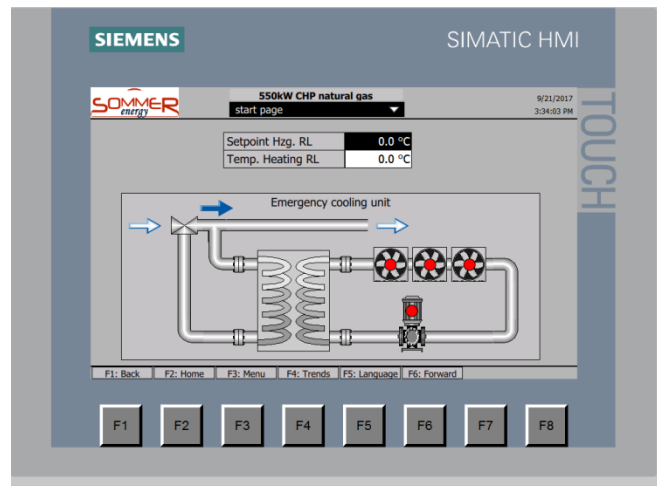 SIEMENS
SIMATIC HMI
TOUCH
SOMMER
energy
550kW CHP natural gas
start page
9/21/2017
3:34:03 PM
Setpoint Hzg. RL 0.0 °C
Temp. Heating RL 0.0 °C
Emergency cooling unit
F1: Back F2: Home F3: Menu F4: Trends F5: Language F6: Forward
F1 F2 F3 F4 F5 F6 F7 F8